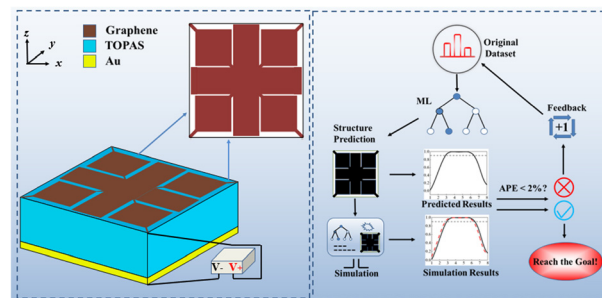 z
y
x
Graphene
TOPAS
Au
V- V+
Original
Dataset
ML
Feedback
+1
Structure
Prediction
APE < 2%?
Predicted Results
Simulation
Simulation Results
Reach the Goal!